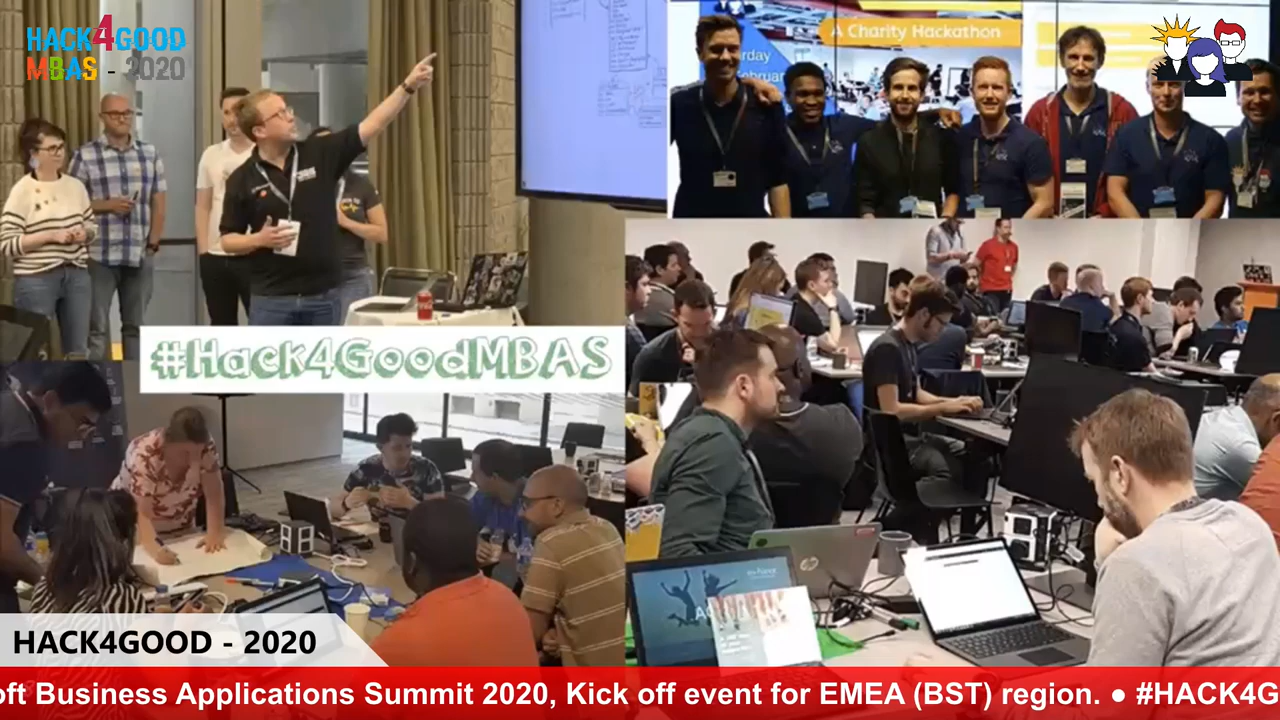 HACK4GOOD
MBAS - 2020
A Charity Hackathon
#Hack4GoodMBAS
HACK4GOOD - 2020
oft Business Applications Summit 2020, Kick off event for EMEA (BST) region. ● #HACK4G